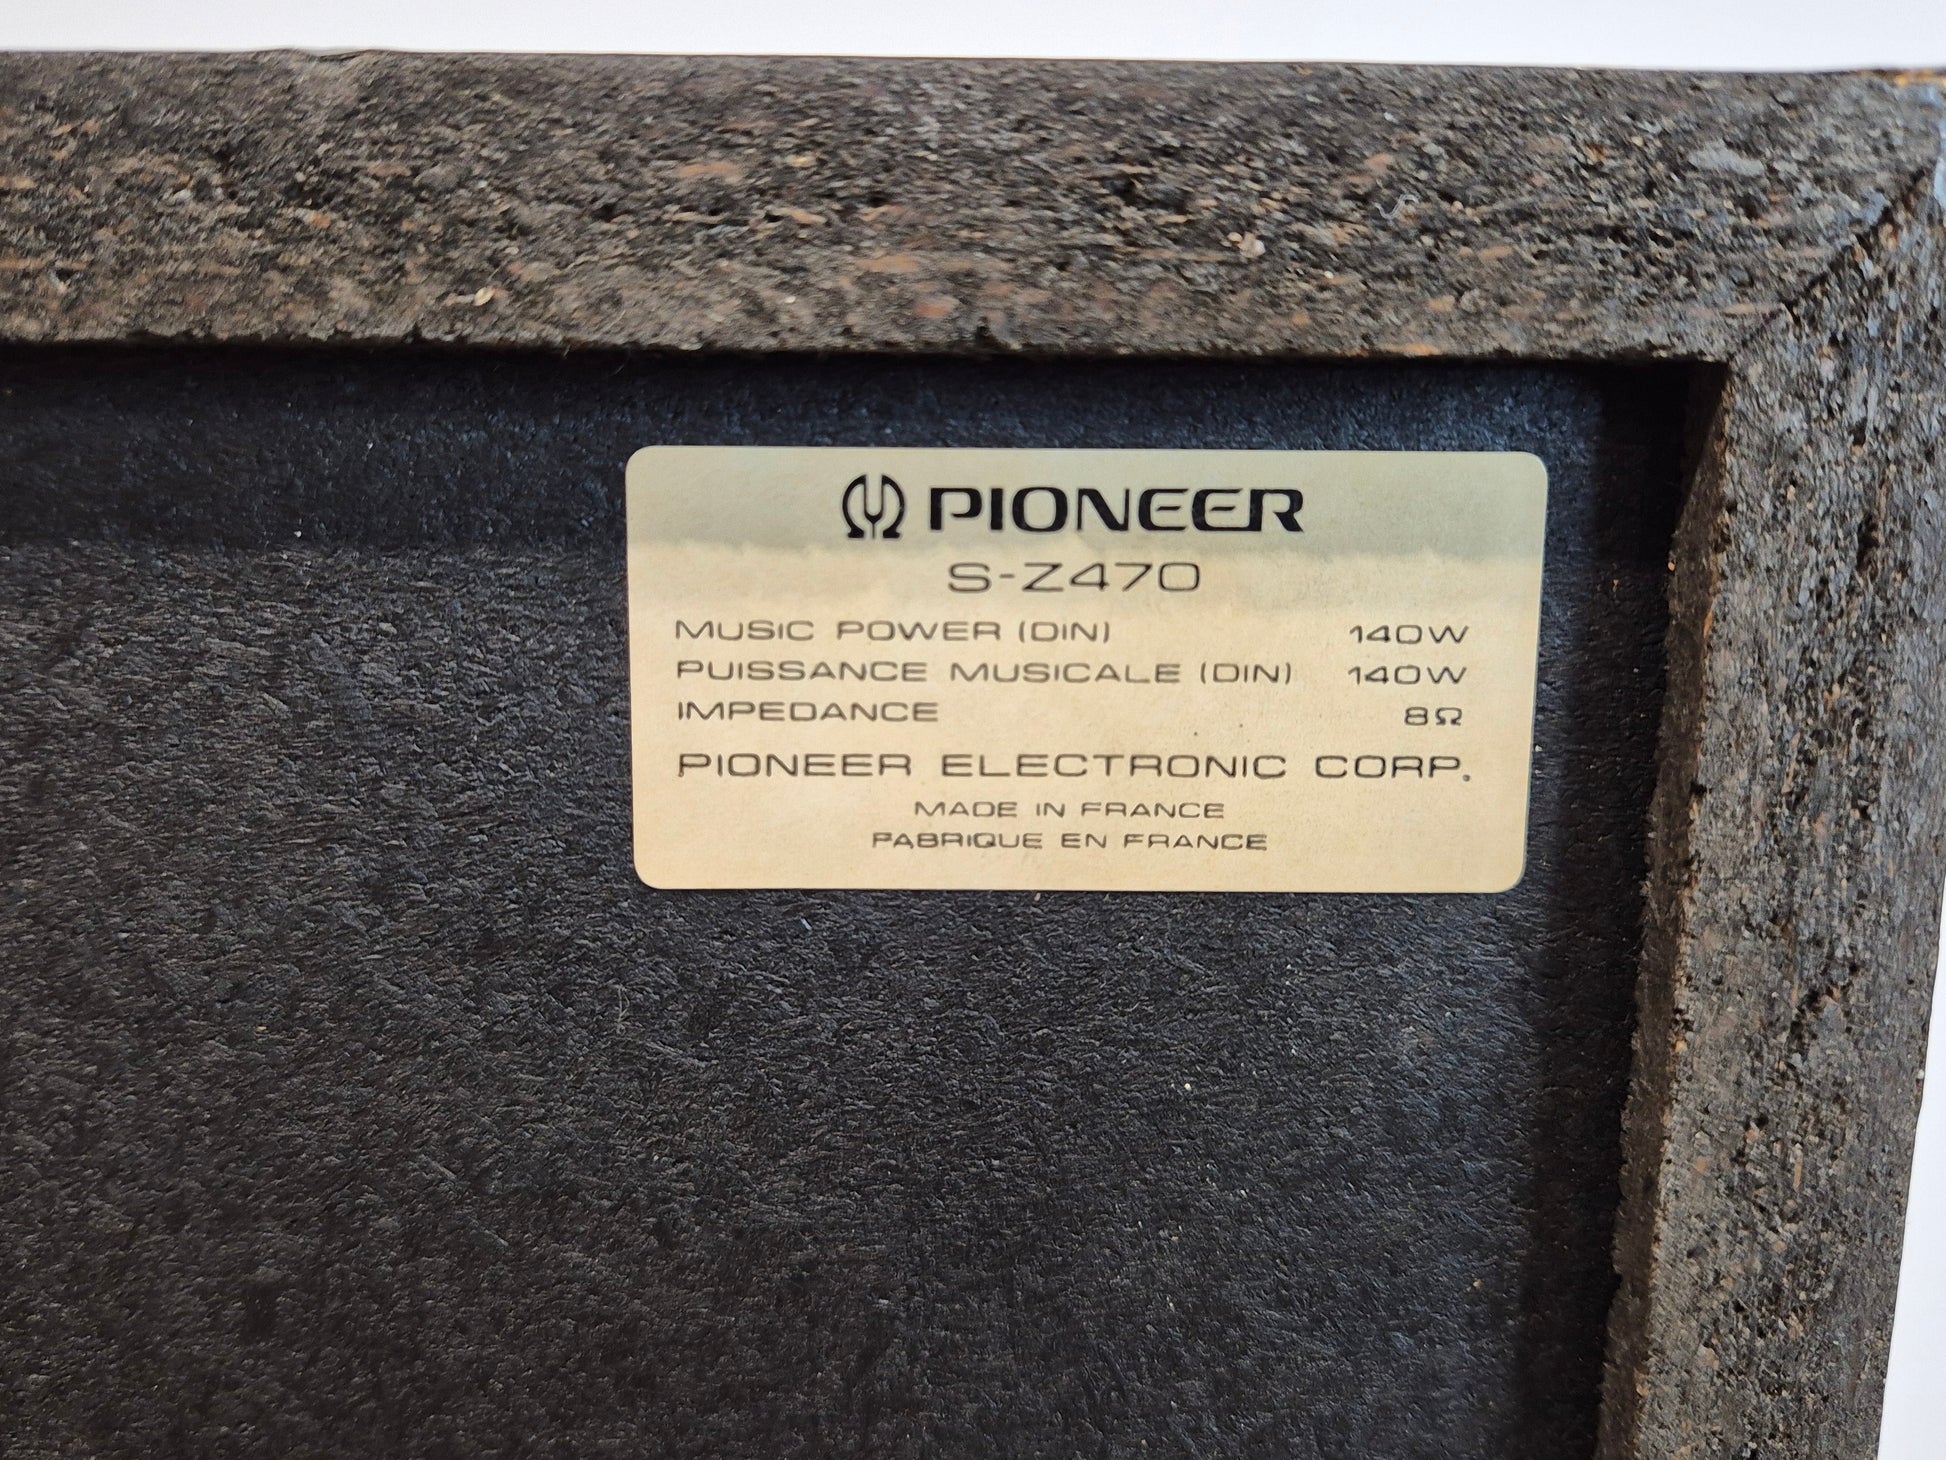 PIONEER
S-Z470
MUSIC POWER (DIN) 140W
PUISSANCE MUSICALE (DIN) 140W
IMPEDANCE 8Ω
PIONEER ELECTRONIC CORP.
MADE IN FRANCE
FABRIQUE EN FRANCE